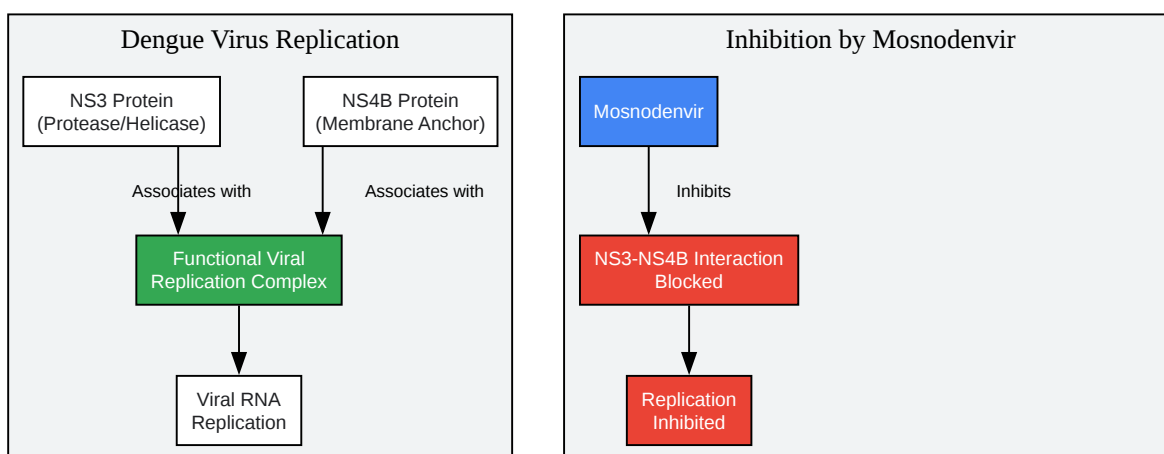 Dengue Virus Replication
NS3 Protein
(Protease/Helicase)
NS4B Protein
(Membrane Anchor)
Associates with
Associates with
Functional Viral
Replication Complex
Viral RNA
Replication
Inhibition by Mosnodenvir
Mosnodenvir
Inhibits
NS3-NS4B Interaction
Blocked
Replication
Inhibited